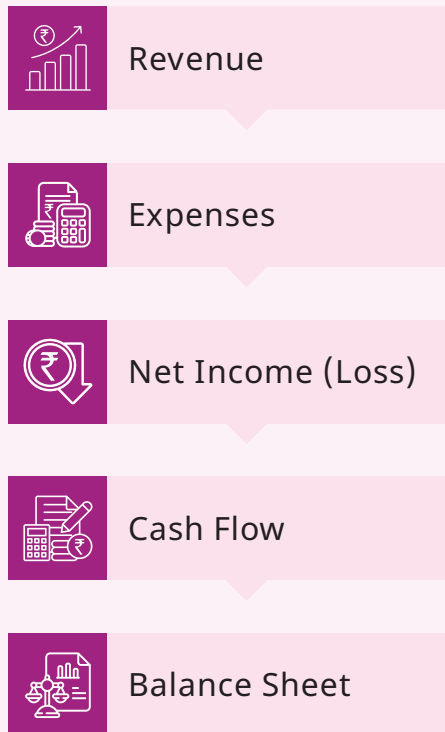 Revenue
Expenses
Net Income (Loss)
Cash Flow
Balance Sheet